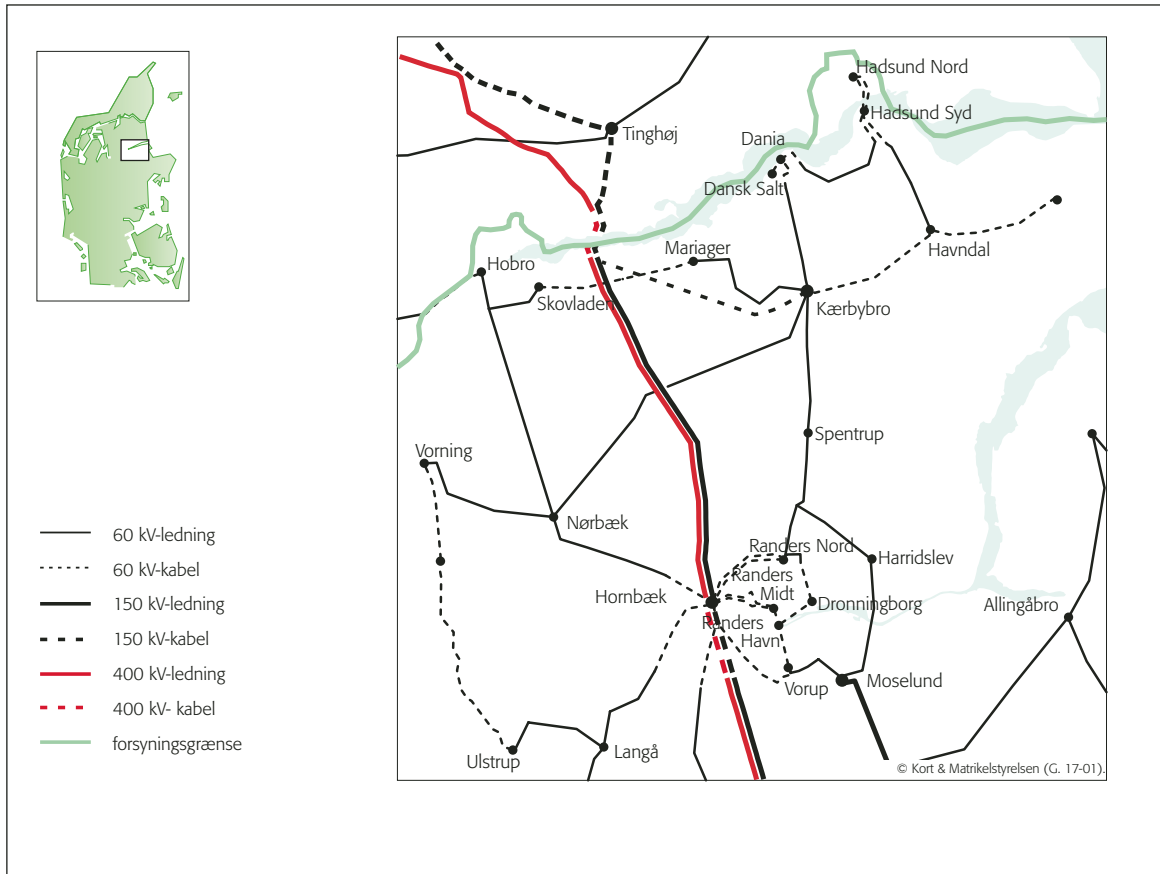 Hadsund Nord
Hadsund Syd
Tinghøj
Dania
Dansk Salt
Havndal
Mariager
Hobro
Skovladen
Kærbybro
Spentrup
Vorning
Nørbæk
Randers Nord
Harridslev
Randers
Midt
Hornbæk
Dronningborg
Allingåbro
Randers
Havn
Vorup
Moselund
Ulstrup
Langå
60 kV-ledning
60 kV-kabel
150 kV-ledning
150 kV-kabel
400 kV-ledning
400 kV- kabel
forsyningsgrænse
© Kort & Matrikelstyrelsen (G. 17-01).